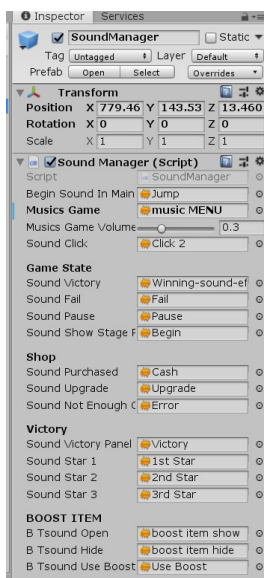 Inspector Services
SoundManager Static
Tag Untagged Layer Default
Prefab Open Select Overrides
Transform
Position X 779.46 Y 143.53 Z 13.460
Rotation X 0 Y 0 Z 0
Scale X 1 Y 1 Z 1
Sound Manager (Script)
Script SoundManager
Begin Sound In Main Jump
Musics Game music MENU
Musics Game Volume 0.3
Sound Click Click 2
Game State
Sound Victory Winning-sound-ef
Sound Fail Fail
Sound Pause Pause
Sound Show Stage F Begin
Shop
Sound Purchased Cash
Sound Upgrade Upgrade
Sound Not Enough C Error
Victory
Sound Victory Panel Victory
Sound Star 1 1st Star
Sound Star 2 2nd Star
Sound Star 3 3rd Star
BOOST ITEM
B Tsound Open boost item show
B Tsound Hide boost item hide
B Tsound Use Boost Use Boost